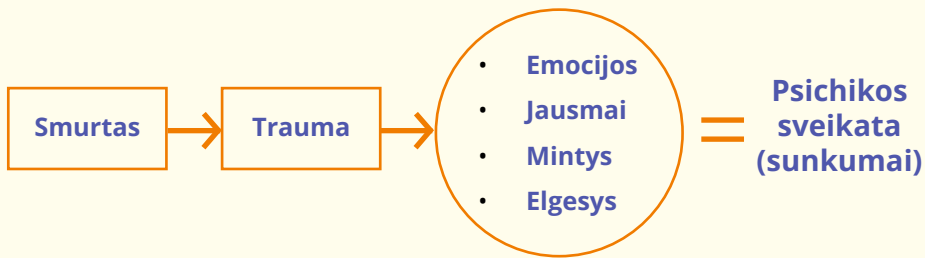 Smurtas
Trauma
• Emocijos
• Jausmai
• Mintys
• Elgesys
=
Psichikos
sveikata
(sunkumai)